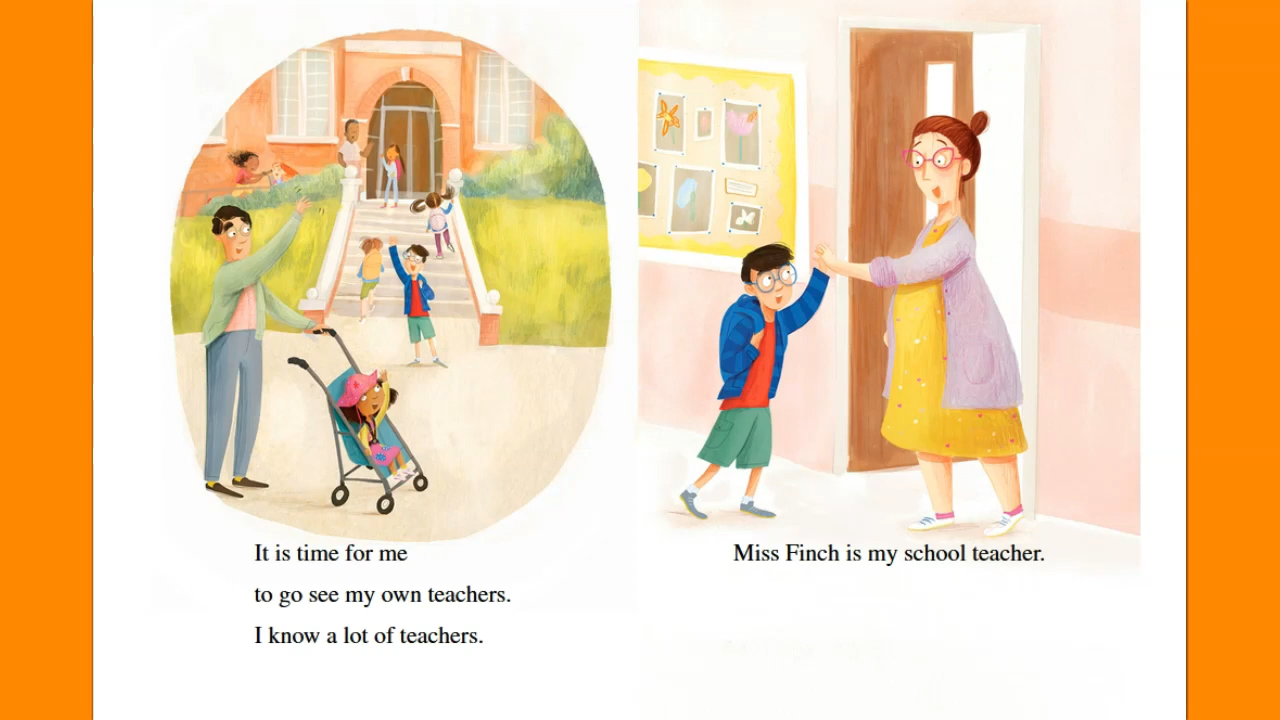 It is time for me
to go see my own teachers.
I know a lot of teachers.
Miss Finch is my school teacher.